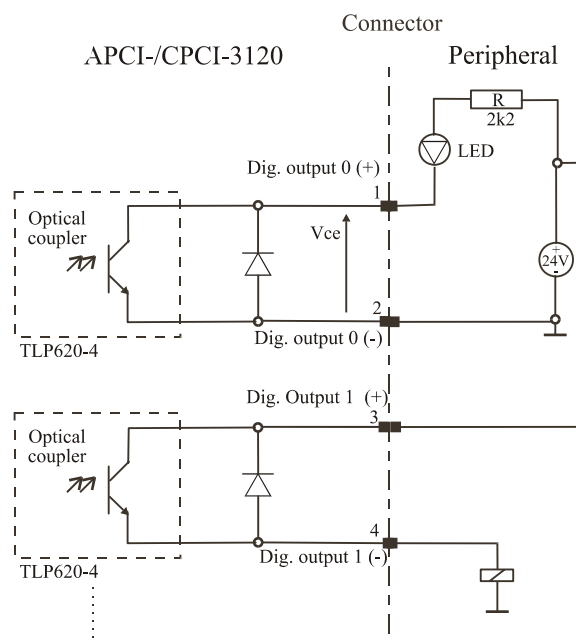 Connector
APCI-/CPCI-3120
Peripheral
R
2k2
LED
Dig. output 0 (+)
1
Optical
coupler
Vce
+
24V
-
2
Dig. output 0 (-)
TLP620-4
Dig. Output 1 (+)
3
Optical
coupler
4
Dig. output 1 (-)
TLP620-4